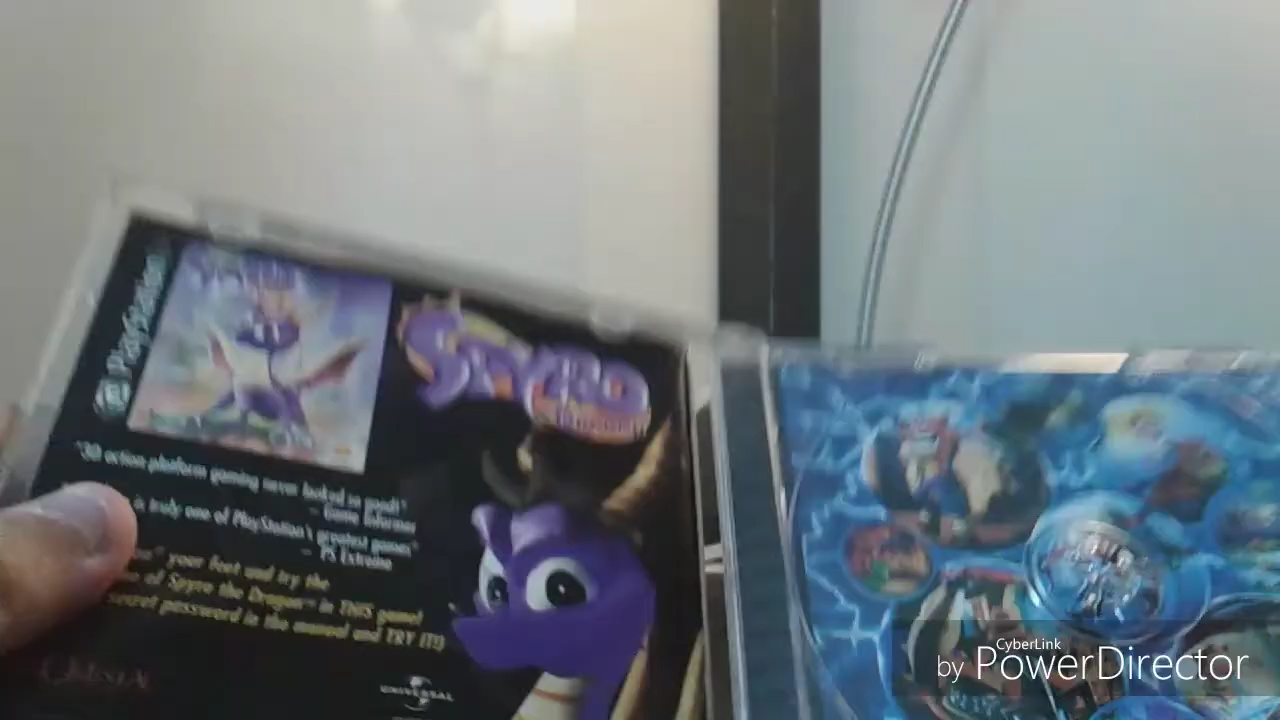 PlayStation
SPYRO
"3D action platform gaming never looked so good!"
– Game Informer
is truly one of PlayStation's greatest games"
– PS Extreme
your feet and try the
of Spyro the Dragon™ in THIS game!
secret password in the manual and TRY IT!
UNIVERSAL
CyberLink
by PowerDirector